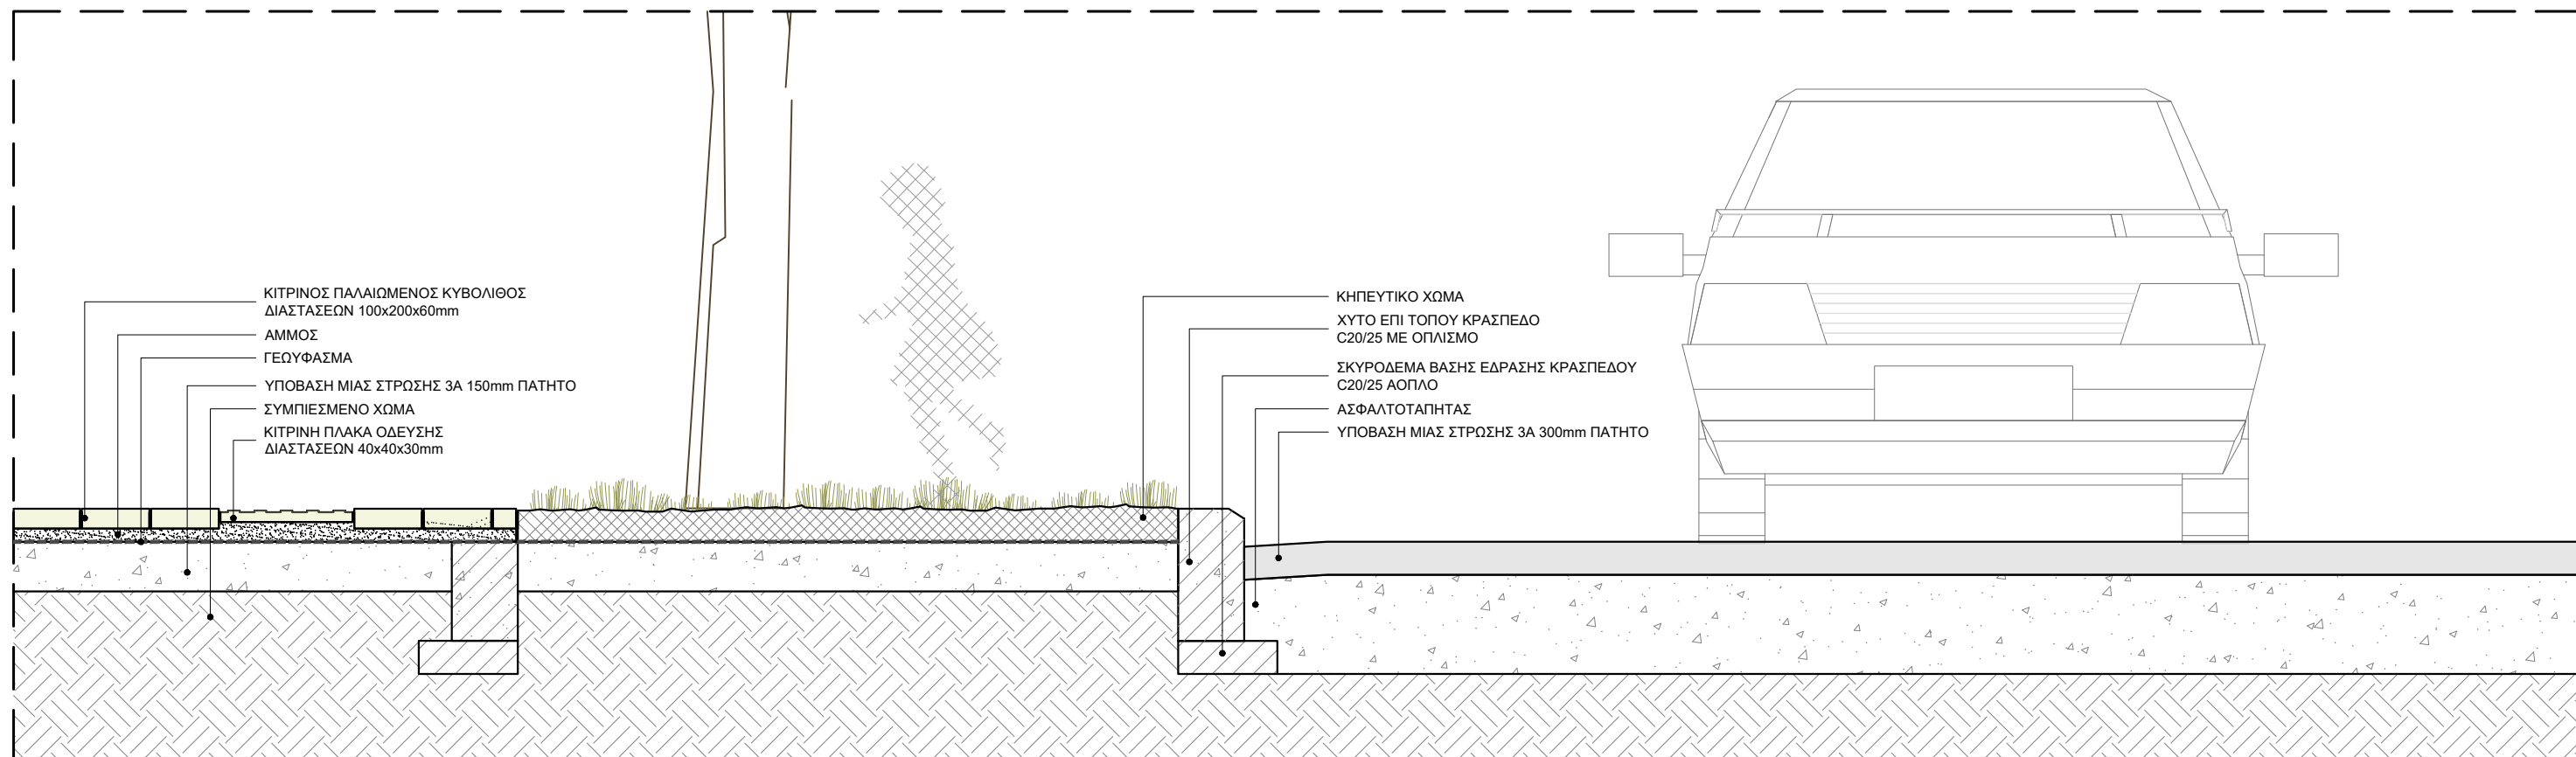 ΚΙΤΡΙΝΟΣ ΠΑΛΑΙΩΜΕΝΟΣ ΚΥΒΟΛΙΘΟΣ
ΔΙΑΣΤΑΣΕΩΝ 100x200x60mm
ΑΜΜΟΣ
ΓΕΩΥΦΑΣΜΑ
ΥΠΟΒΑΣΗ ΜΙΑΣ ΣΤΡΩΣΗΣ 3Α 150mm ΠΑΤΗΤΟ
ΣΥΜΠΙΕΣΜΕΝΟ ΧΩΜΑ
ΚΙΤΡΙΝΗ ΠΛΑΚΑ ΟΔΕΥΣΗΣ
ΔΙΑΣΤΑΣΕΩΝ 40x40x30mm
ΚΗΠΕΥΤΙΚΟ ΧΩΜΑ
ΧΥΤΟ ΕΠΙ ΤΟΠΟΥ ΚΡΑΣΠΕΔΟ
C20/25 ΜΕ ΟΠΛΙΣΜΟ
ΣΚΥΡΟΔΕΜΑ ΒΑΣΗΣ ΕΔΡΑΣΗΣ ΚΡΑΣΠΕΔΟΥ
C20/25 ΑΟΠΛΟ
ΑΣΦΑΛΤΟΤΑΠΗΤΑΣ
ΥΠΟΒΑΣΗ ΜΙΑΣ ΣΤΡΩΣΗΣ 3Α 300mm ΠΑΤΗΤΟ